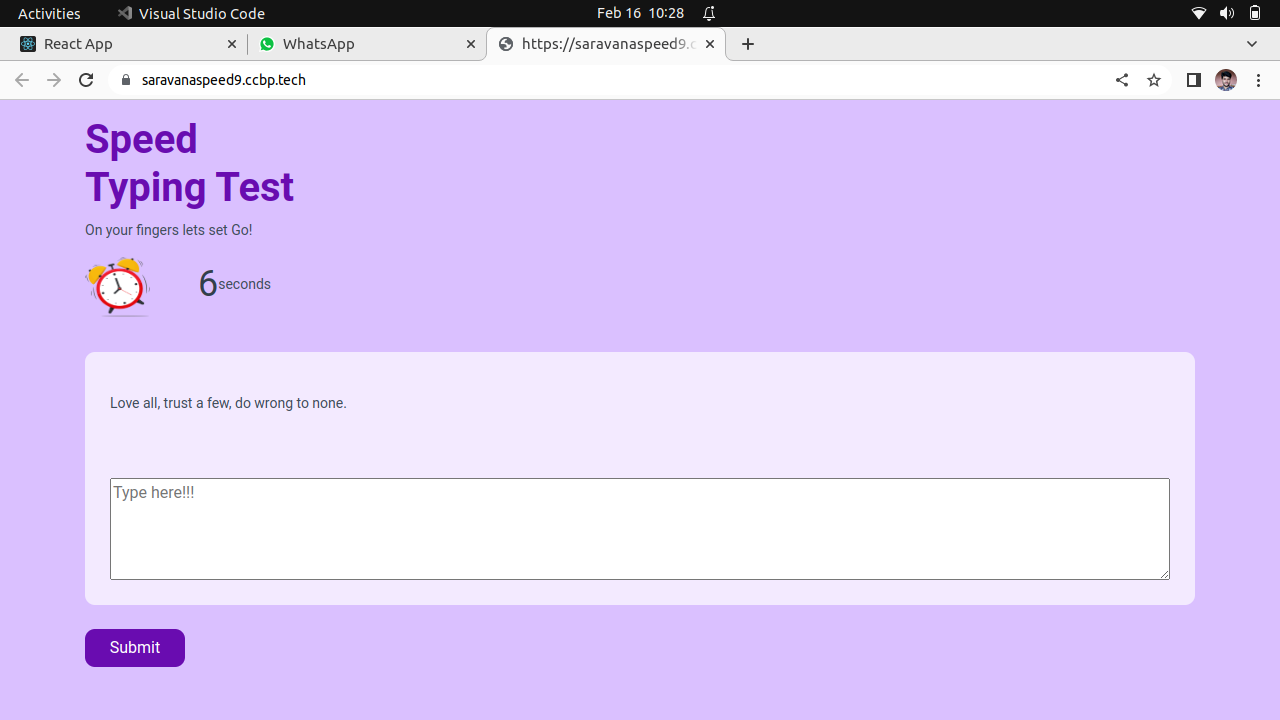 Activities
Visual Studio Code
Feb 16 10:28
React App
WhatsApp
https://saravanaspeed9.c
saravanaspeed9.ccbp.tech
Speed
Typing Test
On your fingers lets set Go!
6seconds
Love all, trust a few, do wrong to none.
Type here!!!
Submit